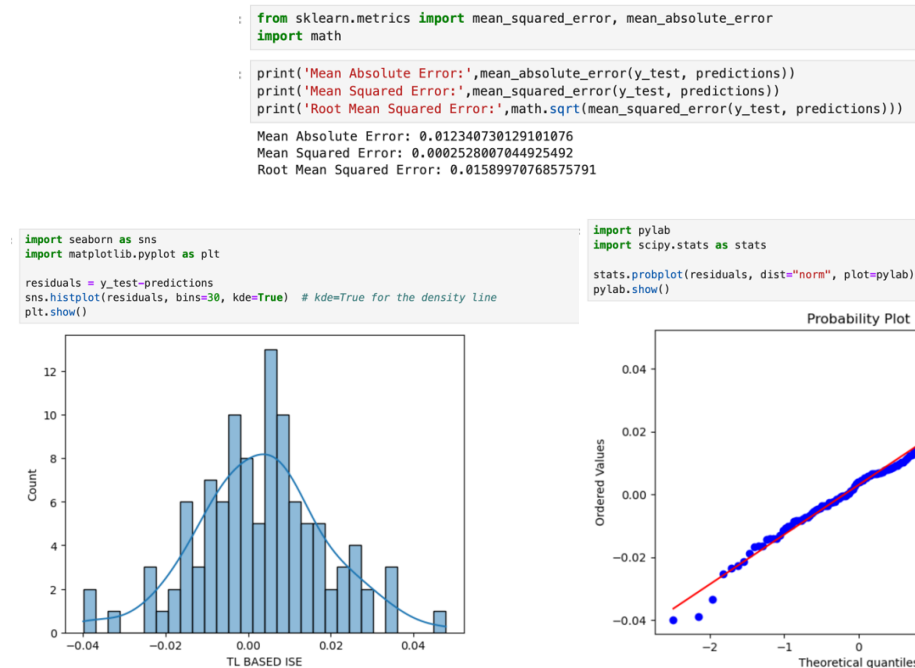 from sklearn.metrics import mean_squared_error, mean_absolute_error
import math
print('Mean Absolute Error:',mean_absolute_error(y_test, predictions))
print('Mean Squared Error:',mean_squared_error(y_test, predictions))
print('Root Mean Squared Error:',math.sqrt(mean_squared_error(y_test, predictions)))
Mean Absolute Error: 0.012340730129101076
Mean Squared Error: 0.0002528007044925492
Root Mean Squared Error: 0.01589970768575791
import seaborn as sns
import matplotlib.pyplot as plt
residuals = y_test-predictions
sns.histplot(residuals, bins=30, kde=True)  # kde=True for the density line
plt.show()
12
10
8
6
4
2
0
Count
−0.04 −0.02 0.00 0.02 0.04
TL BASED ISE
import pylab
import scipy.stats as stats
stats.probplot(residuals, dist="norm", plot=pylab)
pylab.show()
Probability Plot
0.04
0.02
0.00
−0.02
−0.04
Ordered Values
−2 −1 0
Theoretical quantiles